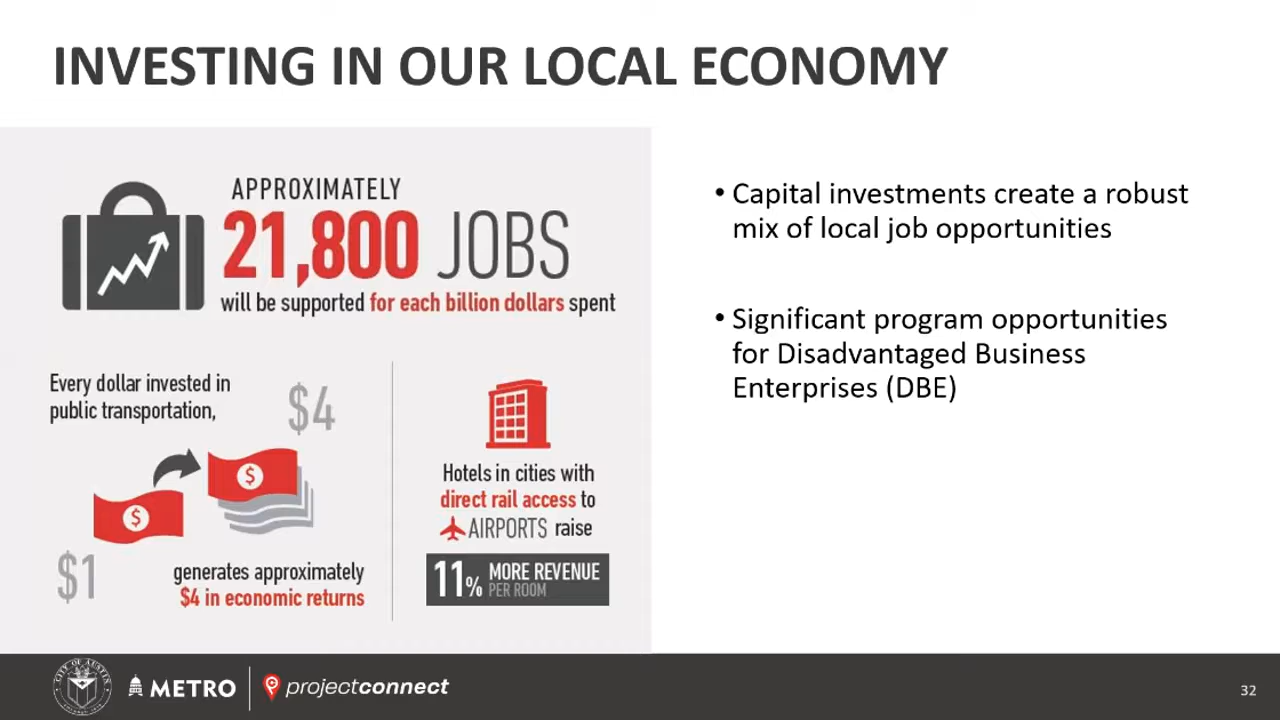 INVESTING IN OUR LOCAL ECONOMY
APPROXIMATELY
21,800 JOBS
will be supported for each billion dollars spent
Every dollar invested in
public transportation,
$4
$
$
$1
generates approximately
$4 in economic returns
Hotels in cities with
direct rail access to
AIRPORTS raise
11% MORE REVENUE
PER ROOM
• Capital investments create a robust
mix of local job opportunities
• Significant program opportunities
for Disadvantaged Business
Enterprises (DBE)
CITY OF AUSTIN
METRO
projectconnect
32